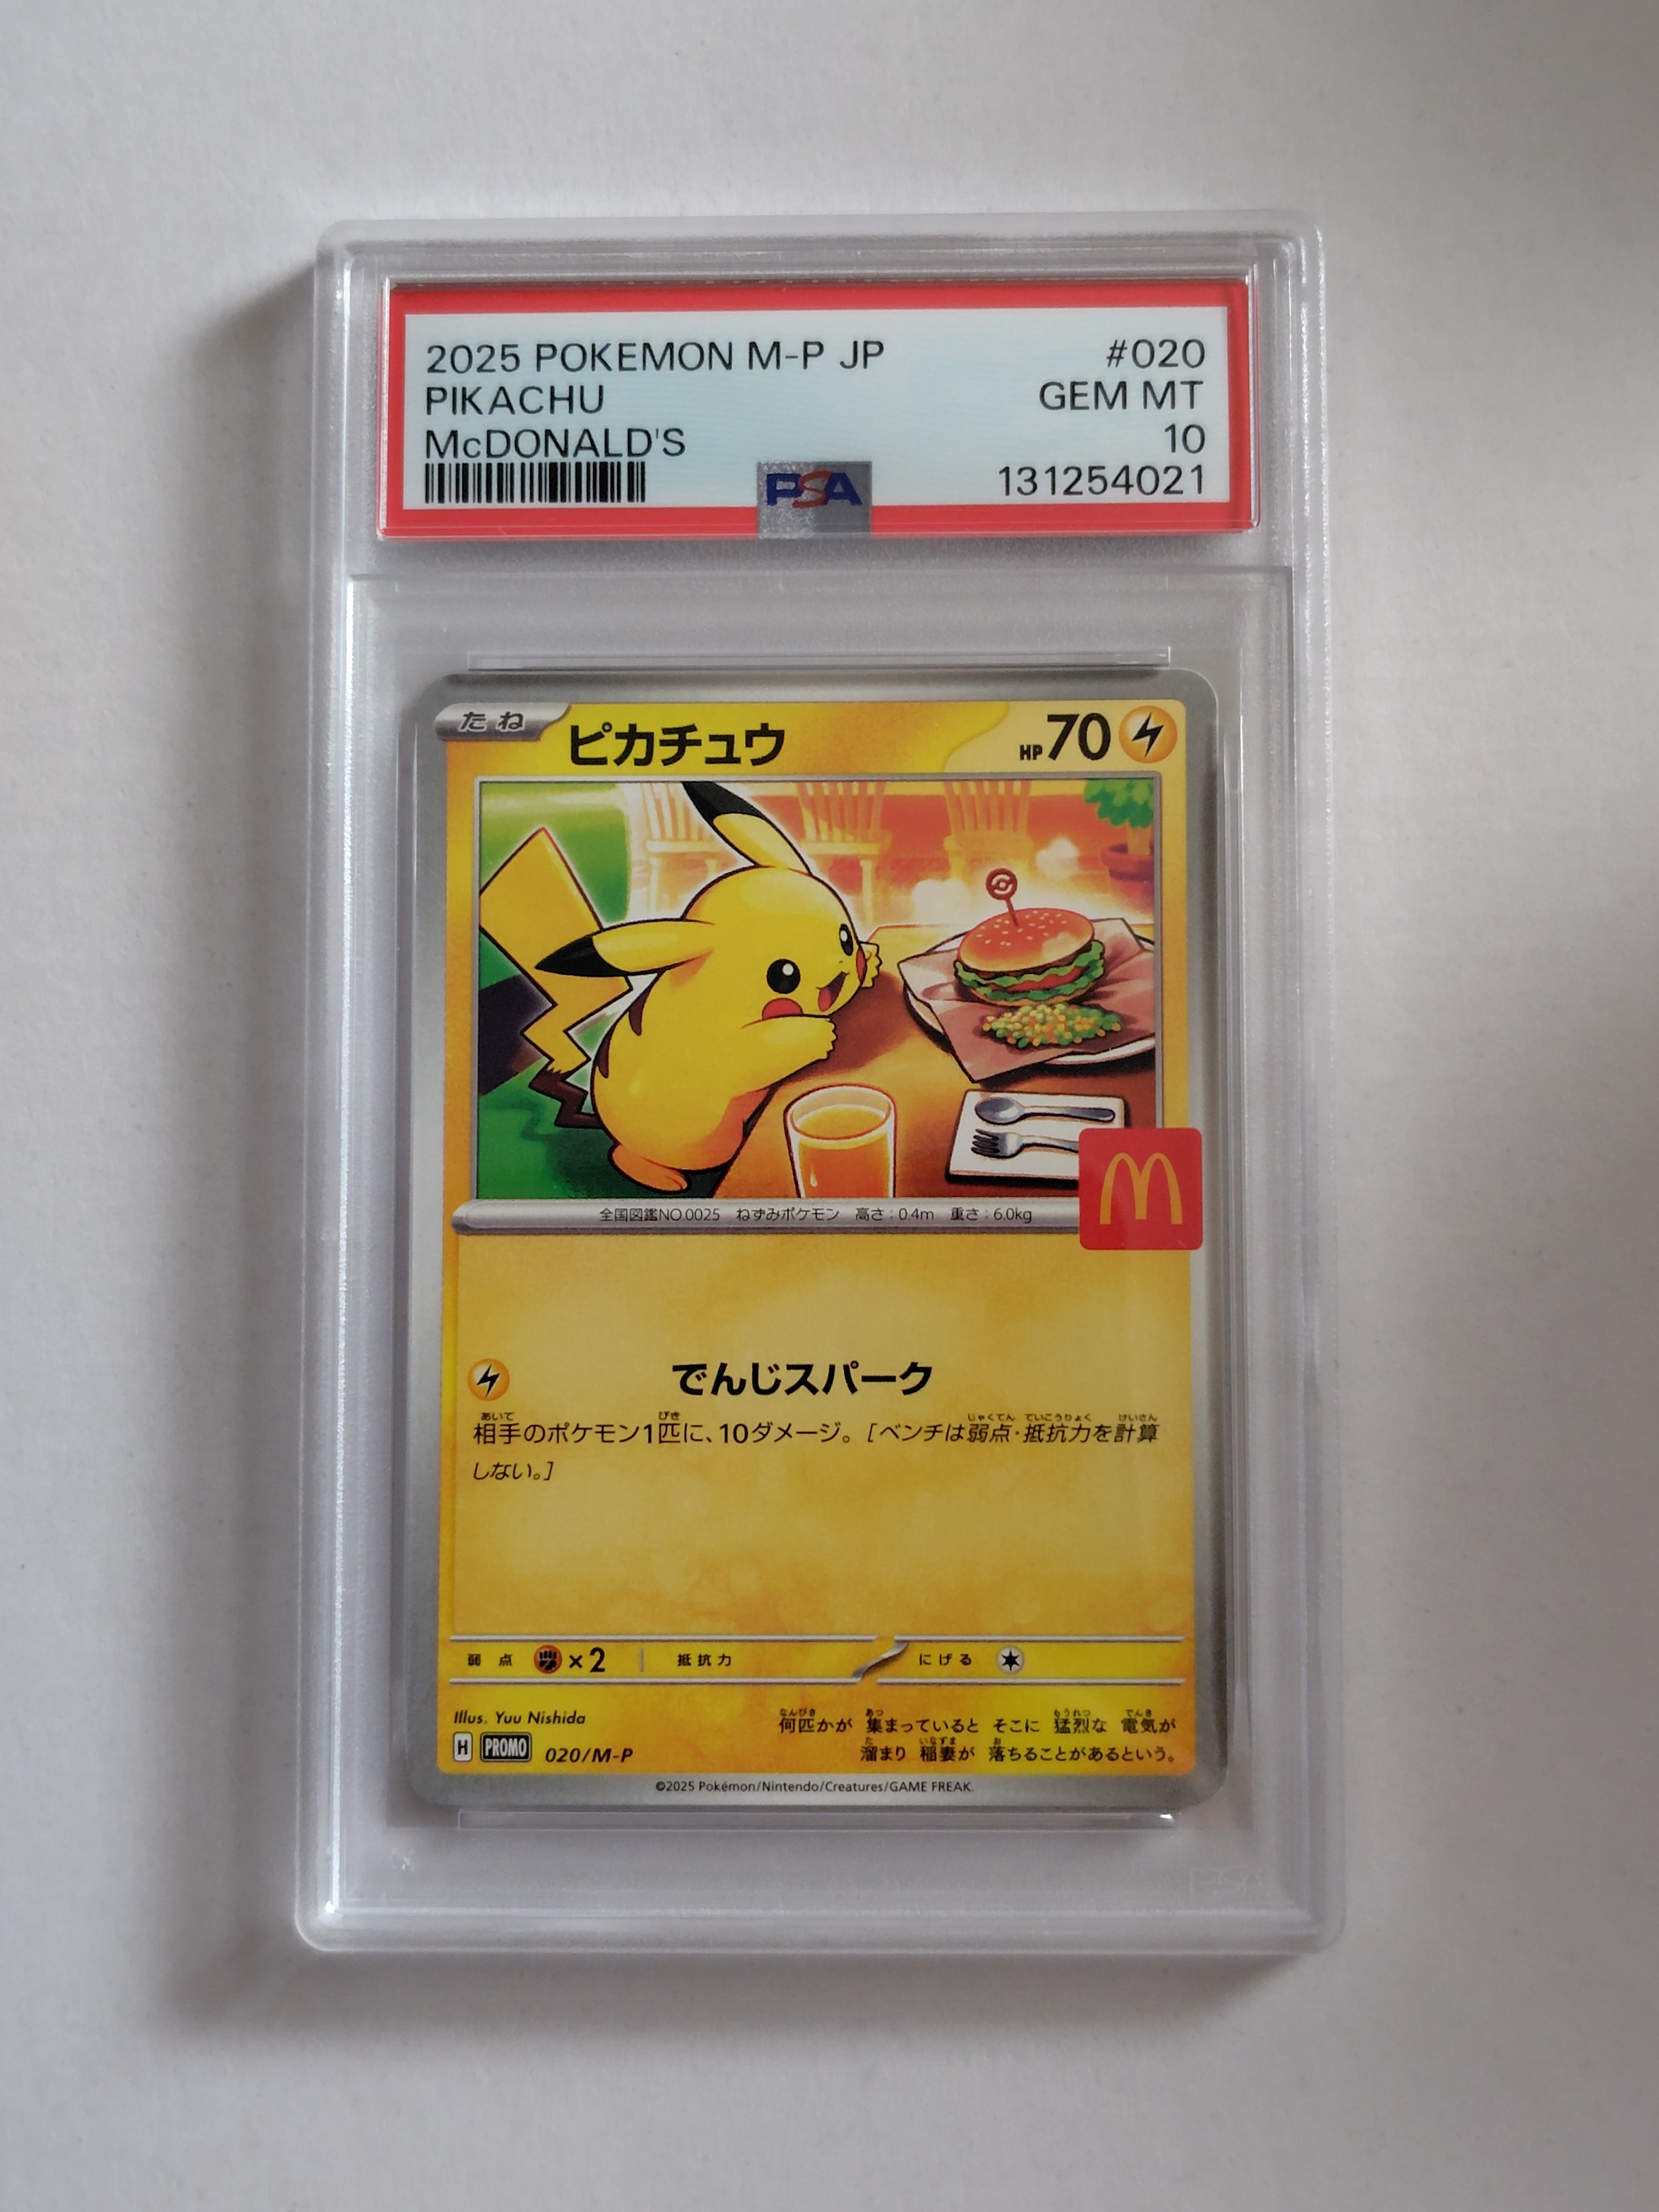 2025 POKEMON M-P JP #020
PIKACHU GEM MT
McDONALD'S 10
PSA 131254021
たね ピカチュウ HP 70
全国図鑑NO.0025 ねずみポケモン 高さ:0.4m 重さ:6.0kg
でんじスパーク
相手のポケモン1匹に、10ダメージ。[ベンチは弱点・抵抗力を計算
しない。]
弱点 ×2 抵抗力 にげる
Illus. Yuu Nishida
何匹かが 集まっていると そこに 猛烈な 電気が
溜まり 稲妻が 落ちることがあるという。
H PROMO 020/M-P
©2025 Pokémon/Nintendo/Creatures/GAME FREAK.